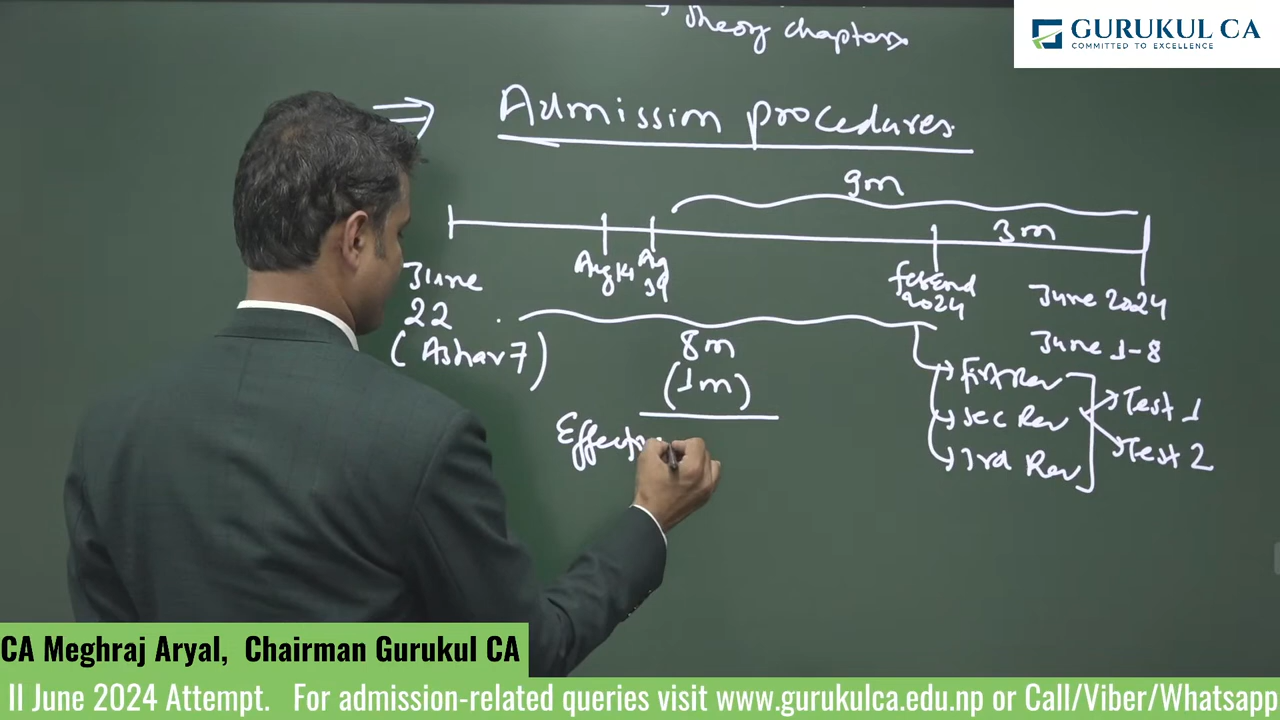 Theory chapters
GURUKUL CA
COMMITTED TO EXCELLENCE
⇒ Admission procedures
9m
3m
June
22
(Ashar 7)
Aug 14
Feb end
2024
June 2024
June 1-8
8m
(1m)
First Rev
Sec Rev
3rd Rev
Test 1
Test 2
CA Meghraj Aryal, Chairman Gurukul CA
II June 2024 Attempt. For admission-related queries visit www.gurukulca.edu.np or Call/Viber/Whatsapp